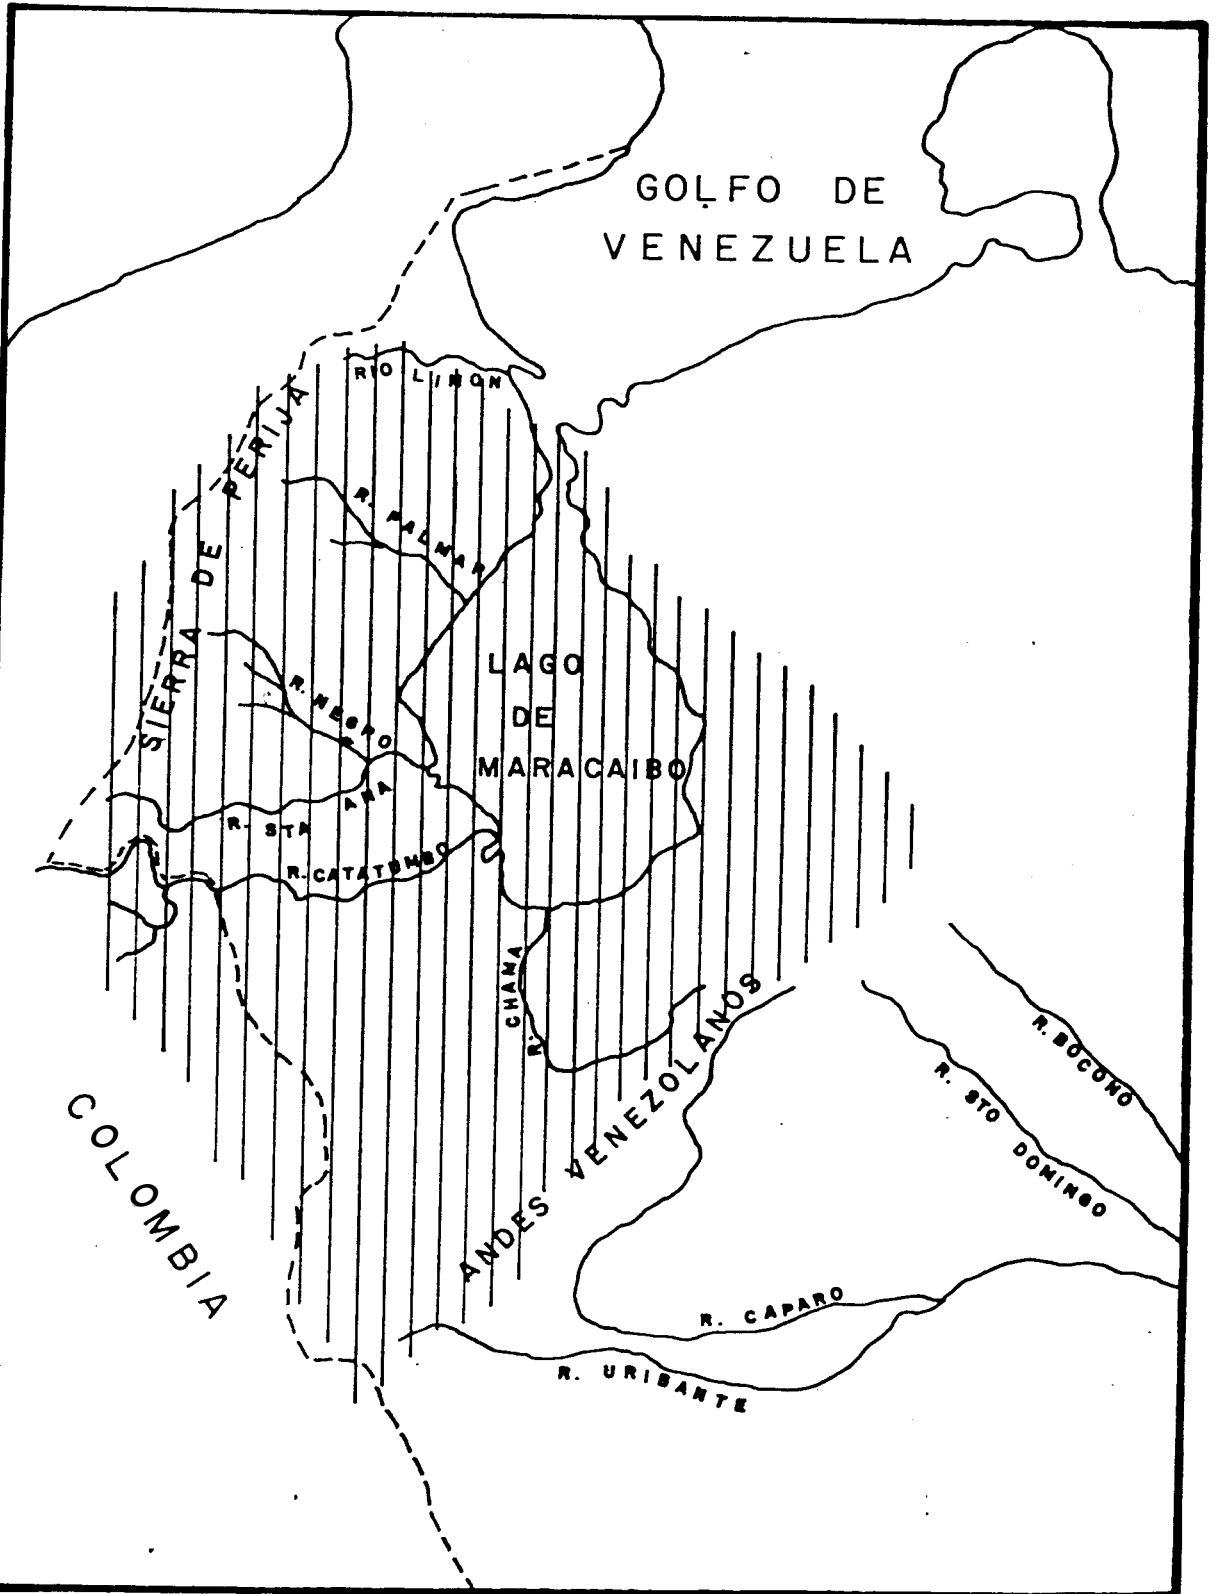 GOLFO DE
VENEZUELA
RIO LIMON
SIERRA DE PERIJA
R. PALMAR
LAGO
DE
MARACAIBO
R. NEGRO
R. STA ANA
R. CATATUMBO
R. CHAMA
ANDES VENEZOLANOS
R. BOCONO
R. STO DOMINGO
COLOMBIA
R. CAPARO
R. URIBANTE